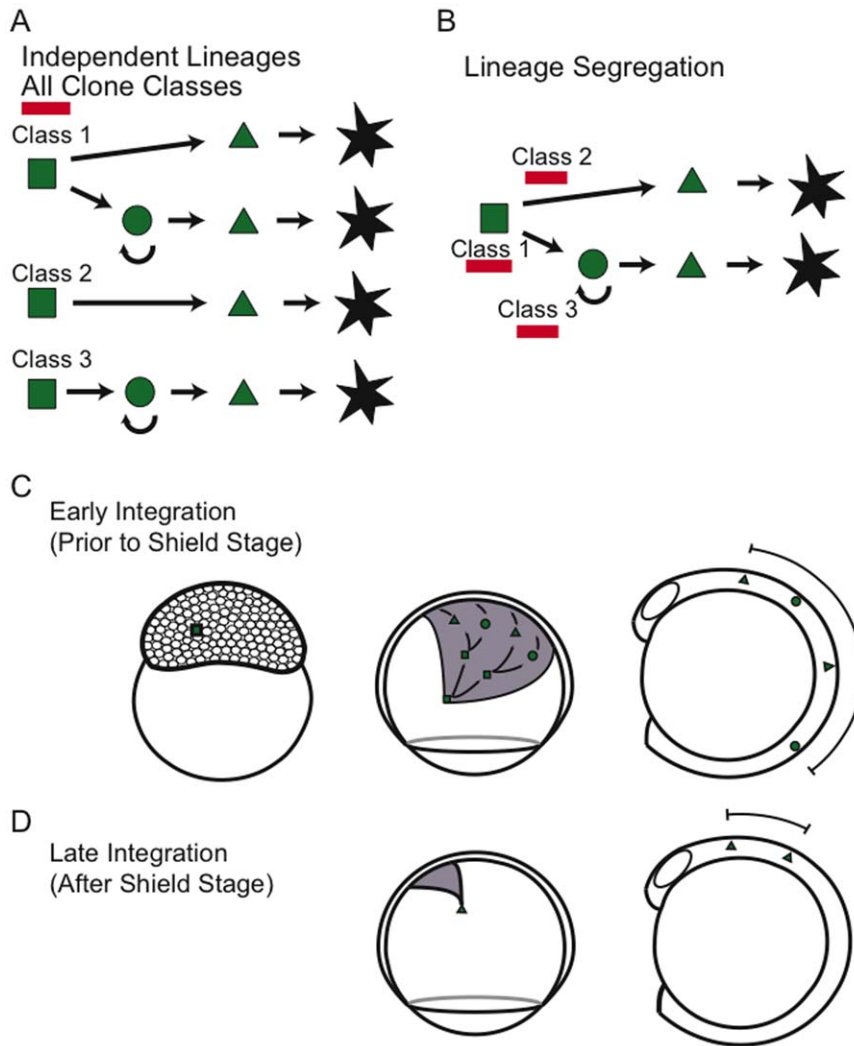 A
Independent Lineages
All Clone Classes
Class 1
Class 2
Class 3
B
Lineage Segregation
Class 2
Class 1
Class 3
C
Early Integration
(Prior to Shield Stage)
D
Late Integration
(After Shield Stage)